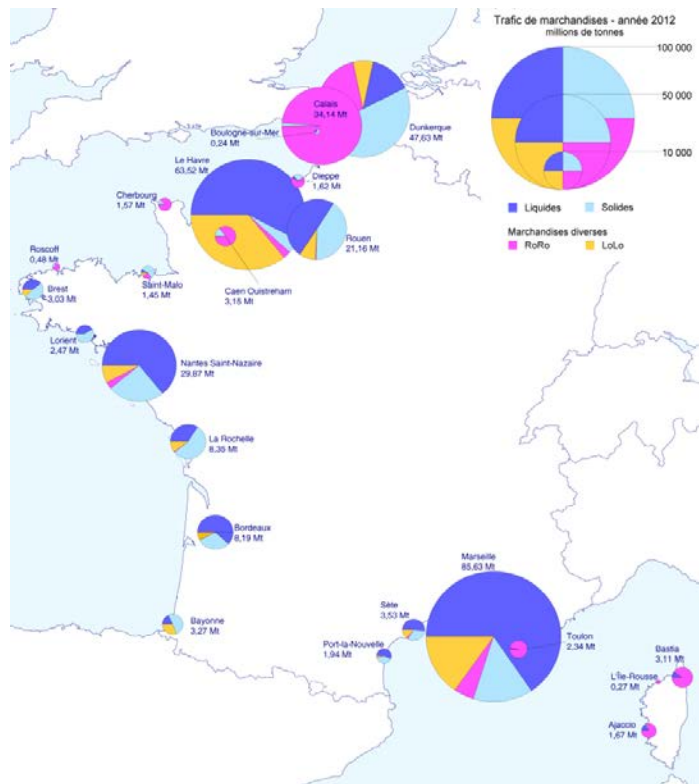 Trafic de marchandises - année 2012
millions de tonnes
100 000
50 000
10 000
Liquides
Solides
Marchandises diverses
RoRo
LoLo
Calais
34,14 Mt
Boulogne-sur-Mer
0,24 Mt
Dunkerque
47,63 Mt
Le Havre
63,52 Mt
Dieppe
1,62 Mt
Cherbourg
1,57 Mt
Rouen
21,16 Mt
Roscoff
0,48 Mt
Caen Ouistreham
3,15 Mt
Saint-Malo
1,45 Mt
Brest
3,03 Mt
Lorient
2,47 Mt
Nantes Saint-Nazaire
29,87 Mt
La Rochelle
8,35 Mt
Bordeaux
8,19 Mt
Marseille
85,63 Mt
Sète
3,53 Mt
Bayonne
3,27 Mt
Toulon
2,34 Mt
Port-la-Nouvelle
1,94 Mt
Bastia
3,11 Mt
L'Île-Rousse
0,27 Mt
Ajaccio
1,67 Mt